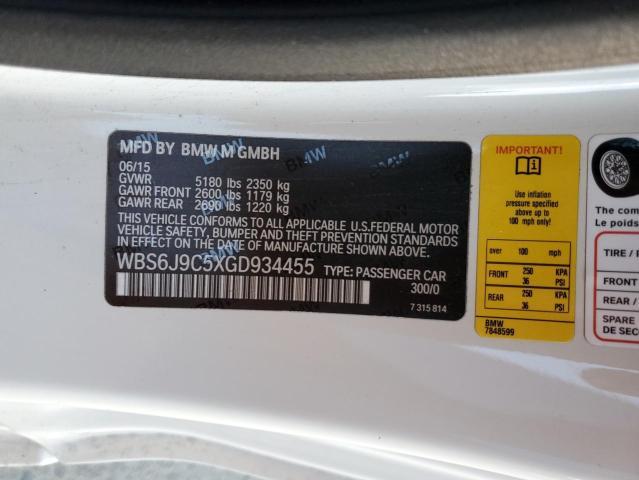 MFD BY BMW M GMBH
06/15
GVWR 5180 lbs 2350 kg
GAWR FRONT 2600 lbs 1179 kg
GAWR REAR 2690 lbs 1220 kg
THIS VEHICLE CONFORMS TO ALL APPLICABLE U.S.FEDERAL MOTOR
VEHICLE SAFETY, BUMPER, AND THEFT PREVENTION STANDARDS
IN EFFECT ON THE DATE OF MANUFACTURE SHOWN ABOVE.
WBS6J9C5XGD934455 TYPE: PASSENGER CAR
300/0
7 315 814
BMW
BMW
BMW
IMPORTANT!
Use inflation
pressure specified
above up to
100 mph only!
over 100 mph
FRONT 250 KPA
36 PSI
REAR 250 KPA
36 PSI
BMW
7848599
The com
Le poids
TIRE /
FRONT
REAR /
SPARE
DE SEC